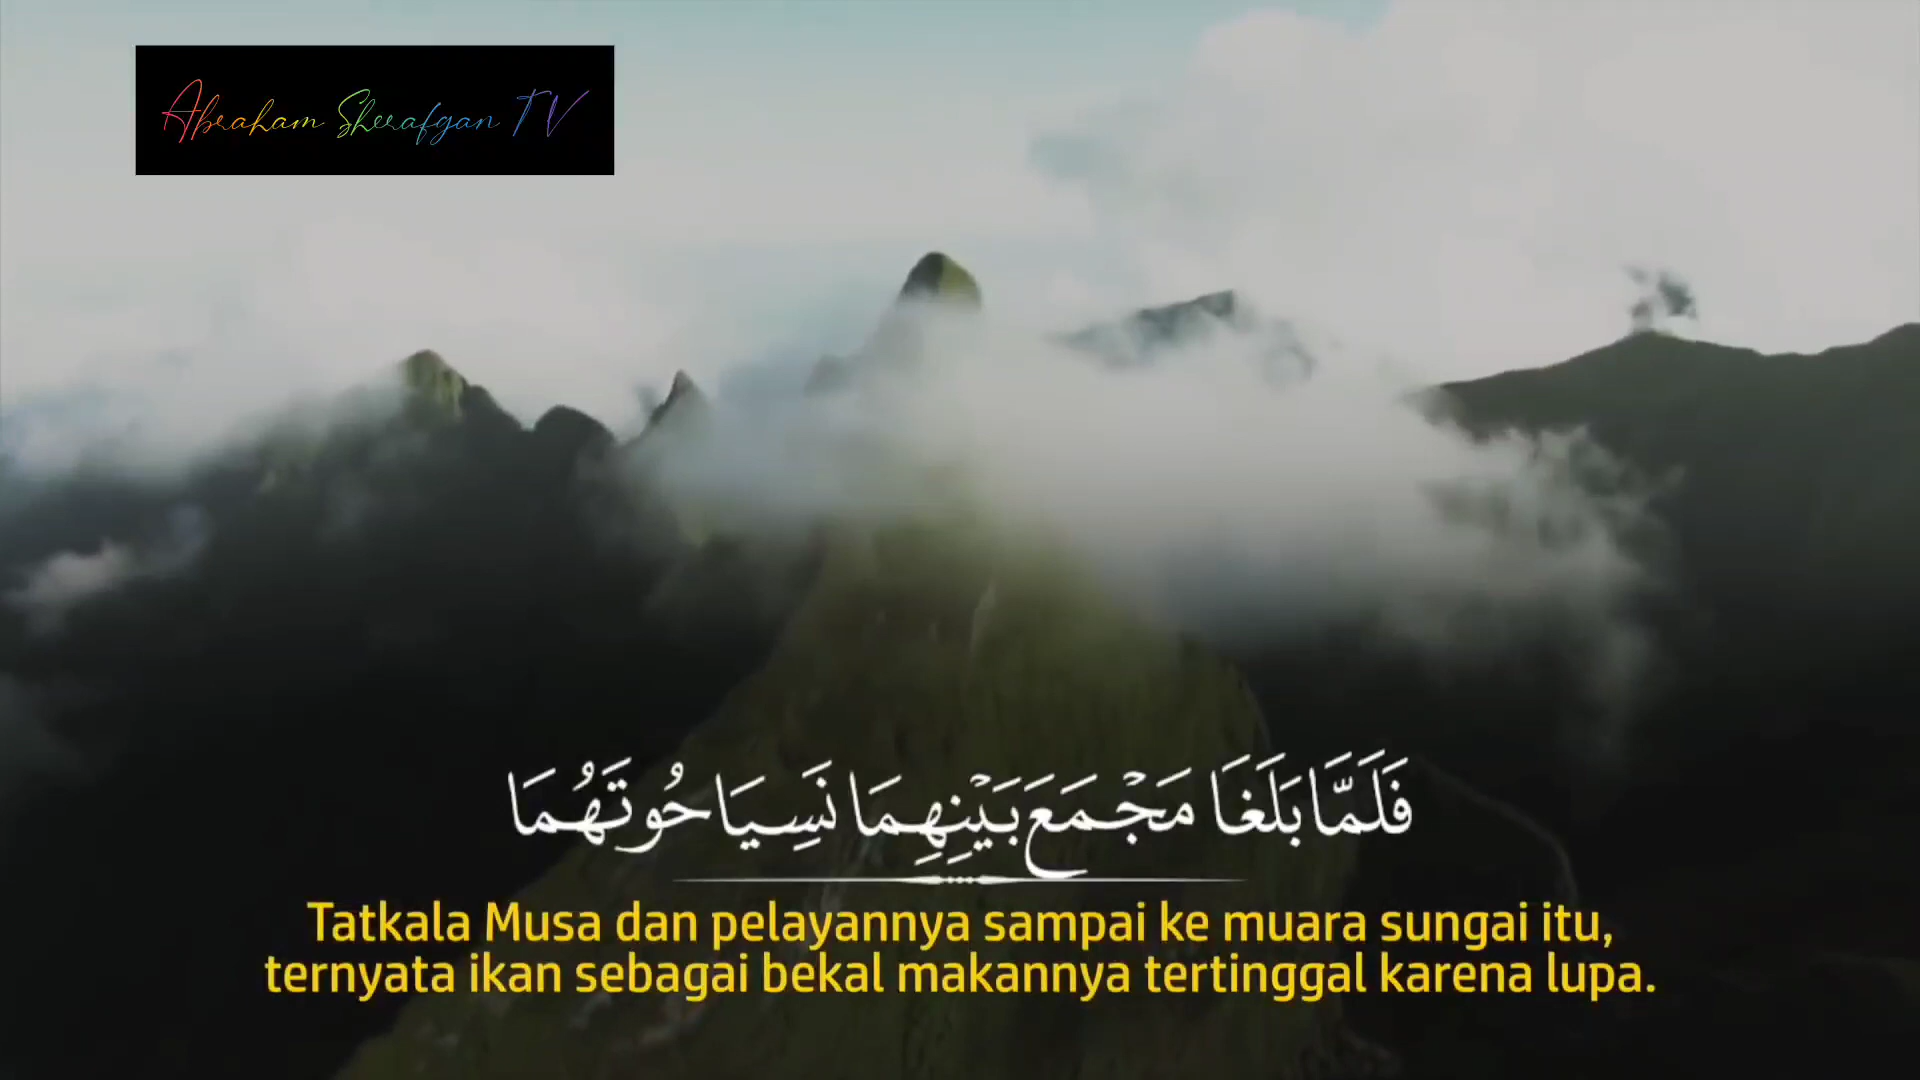 Abraham Sherafgan TV
فَلَمَّا بَلَغَا مَجْمَعَ بَيْنِهِمَا نَسِيَا حُوتَهُمَا
Tatkala Musa dan pelayannya sampai ke muara sungai itu,
ternyata ikan sebagai bekal makannya tertinggal karena lupa.